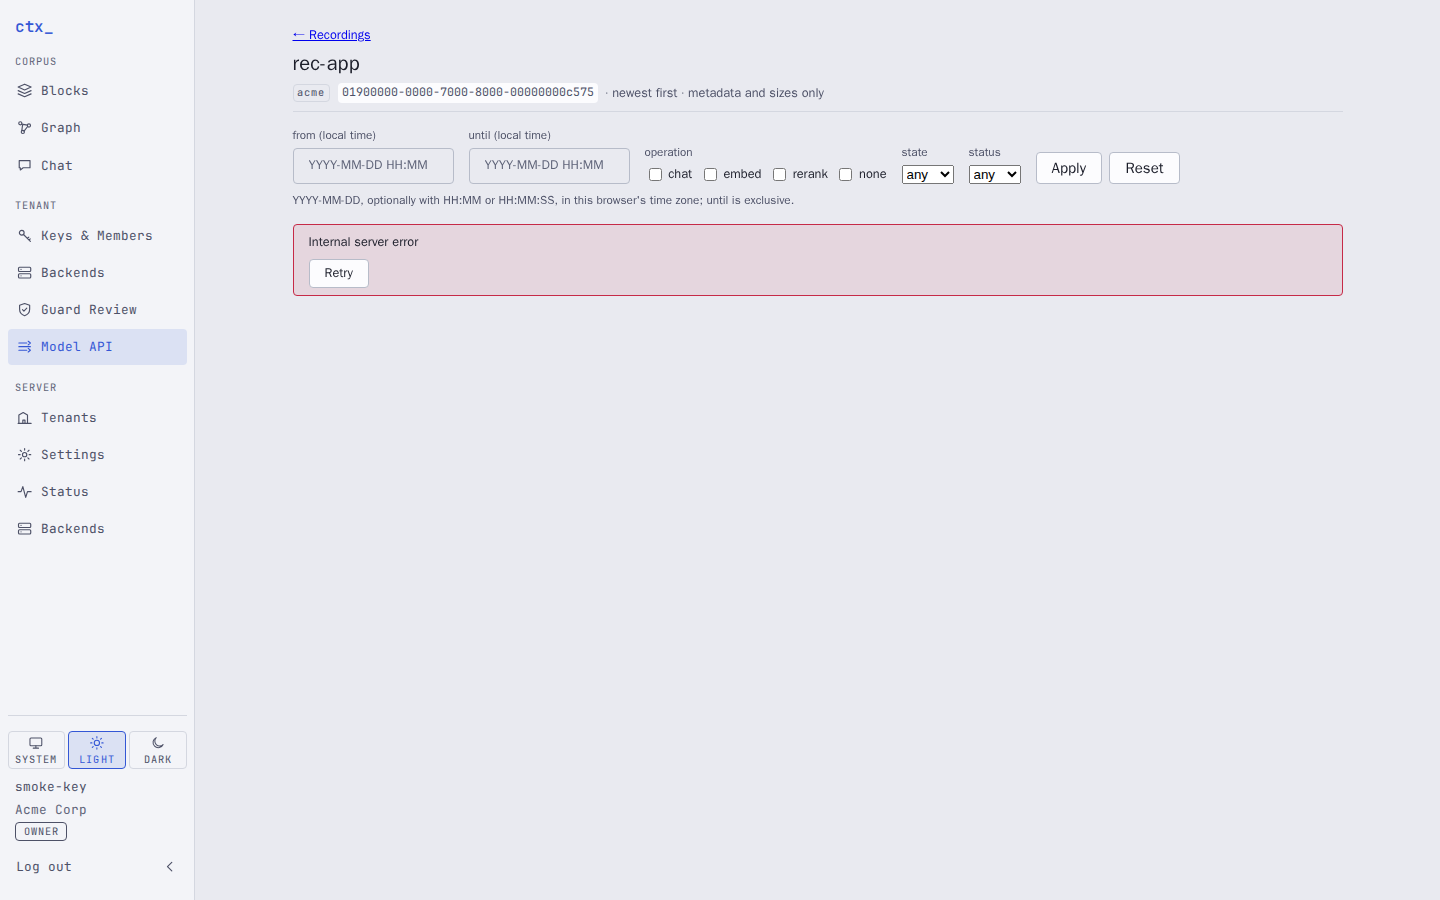 ctx_
CORPUS
Blocks
Graph
Chat
TENANT
Keys & Members
Backends
Guard Review
Model API
SERVER
Tenants
Settings
Status
Backends
SYSTEM
LIGHT
DARK
smoke-key
Acme Corp
OWNER
Log out
← Recordings
rec-app
acme 01900000-0000-7000-8000-00000000c575 · newest first · metadata and sizes only
from (local time)
YYYY-MM-DD HH:MM
until (local time)
YYYY-MM-DD HH:MM
operation
chat embed rerank none
state
any
status
any
Apply
Reset
YYYY-MM-DD, optionally with HH:MM or HH:MM:SS, in this browser's time zone; until is exclusive.
Internal server error
Retry